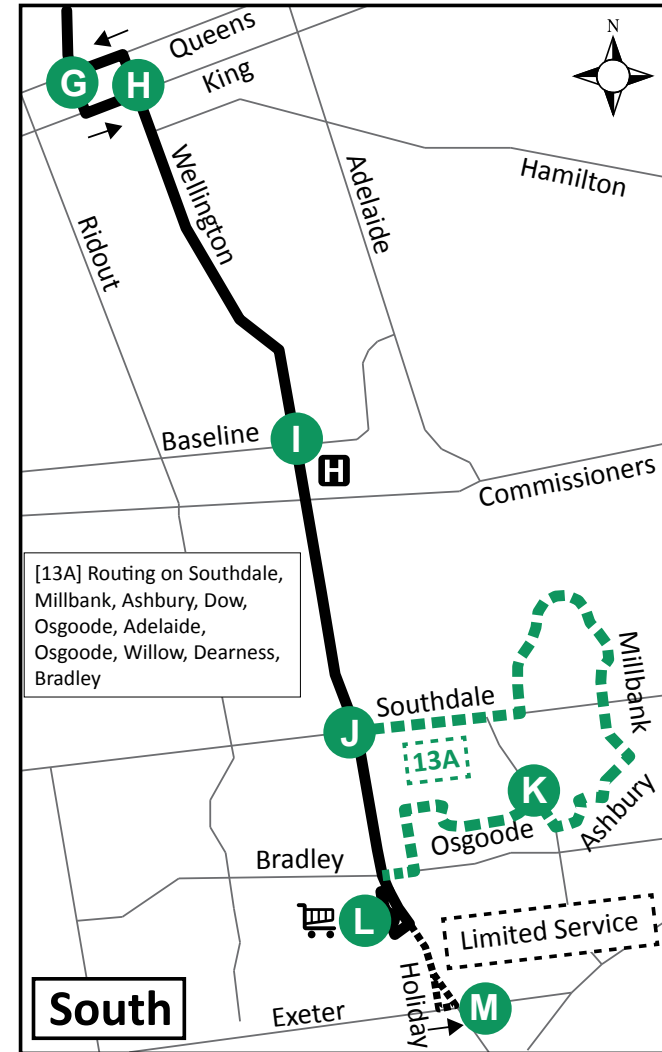 N
Queens
G
H
King
Wellington
Adelaide
Hamilton
Ridout
Baseline
I
H
Commissioners
[13A] Routing on Southdale,
Millbank, Ashbury, Dow,
Osgoode, Adelaide,
Osgoode, Willow, Dearness,
Bradley
Millbank
Southdale
J
13A
K
Ashbury
Osgoode
Bradley
L
Limited Service
Holiday
South
Exeter
M